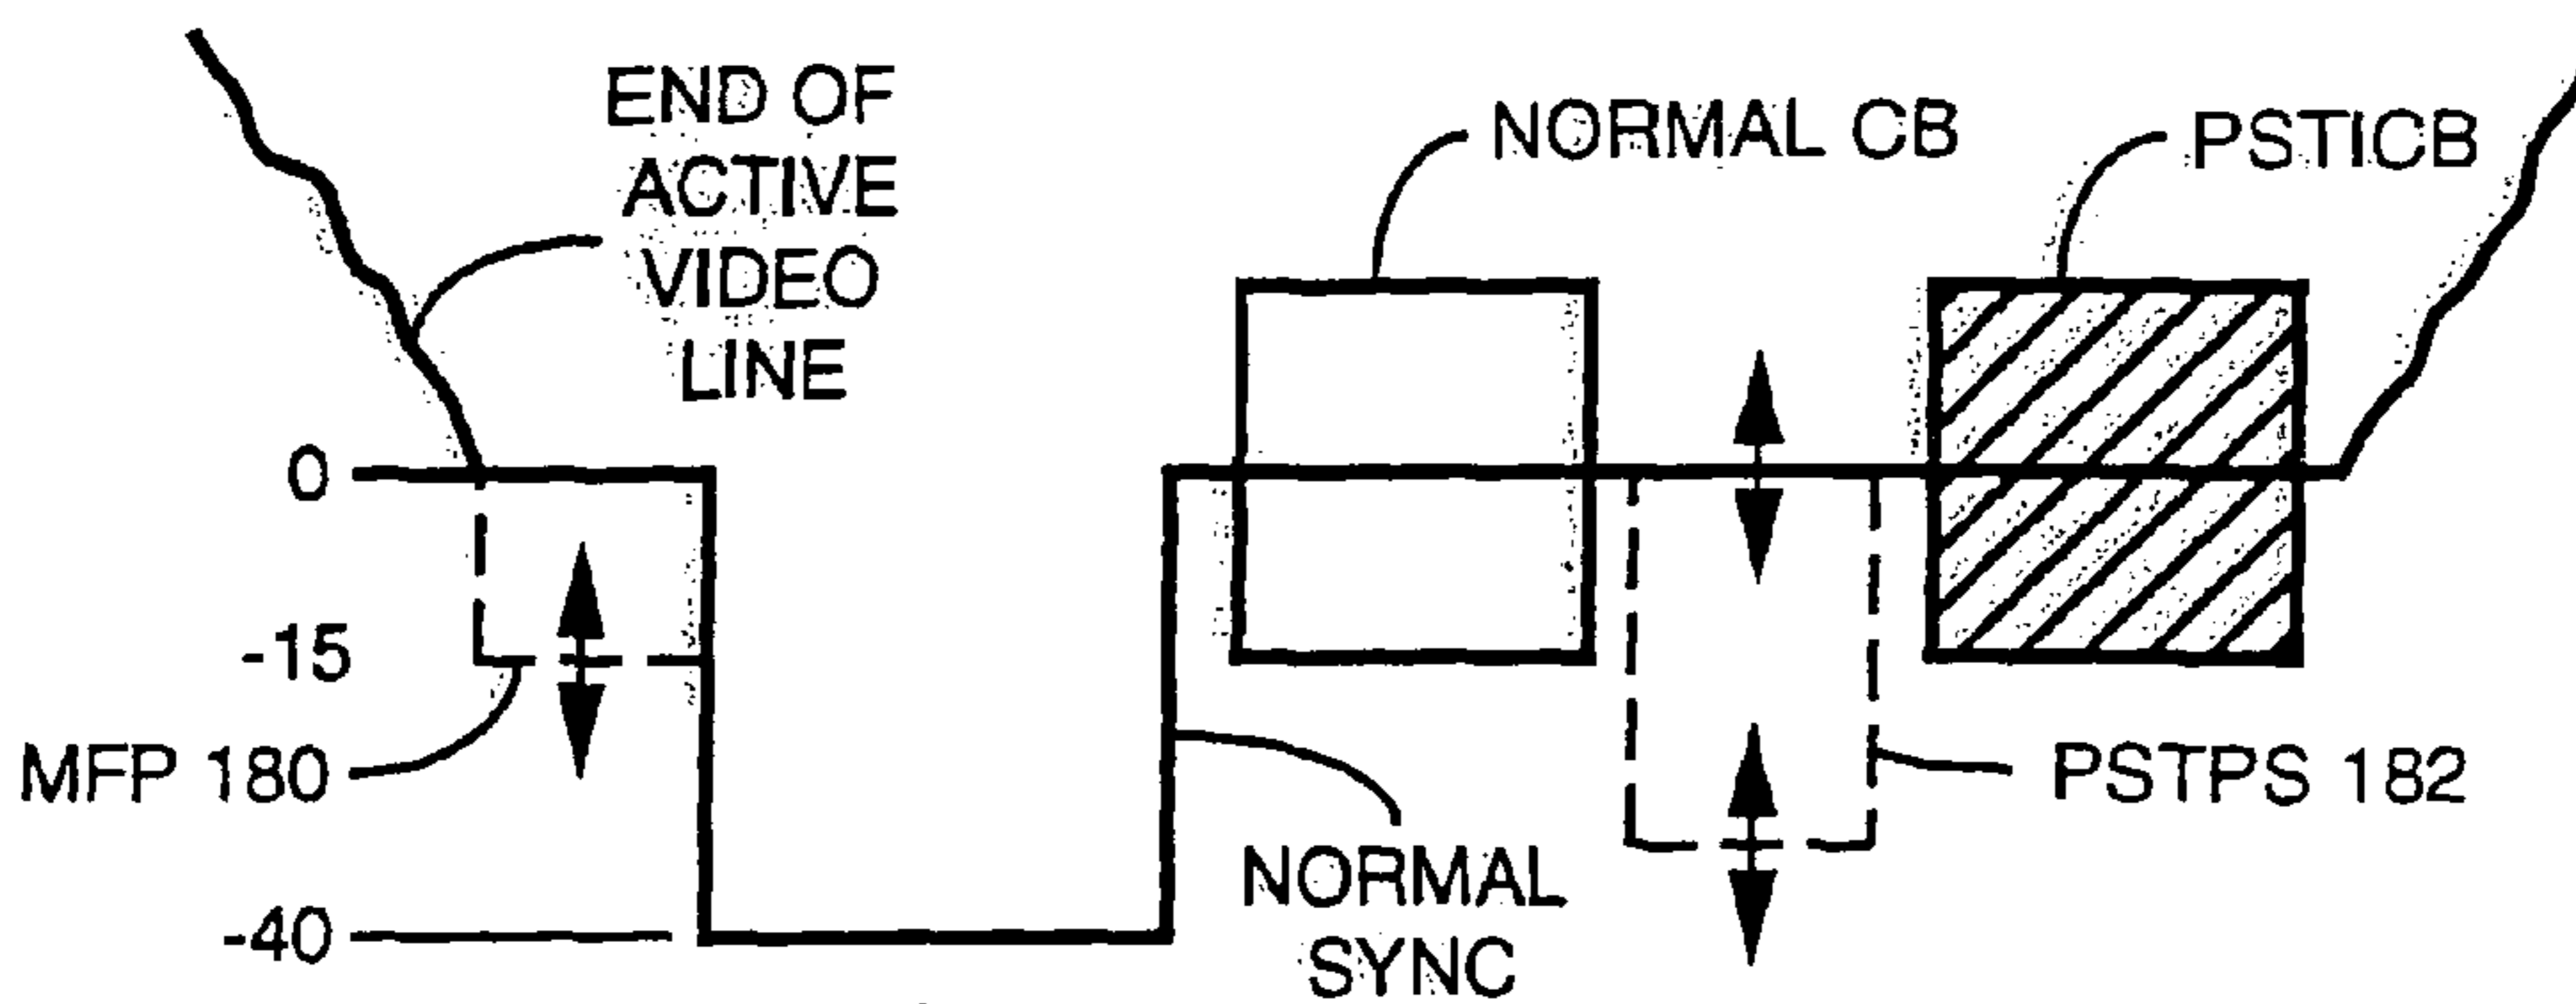 END OF
ACTIVE
VIDEO
LINE
NORMAL CB
PSTICB
0
-15
MFP 180
-40
NORMAL
SYNC
PSTPS 182